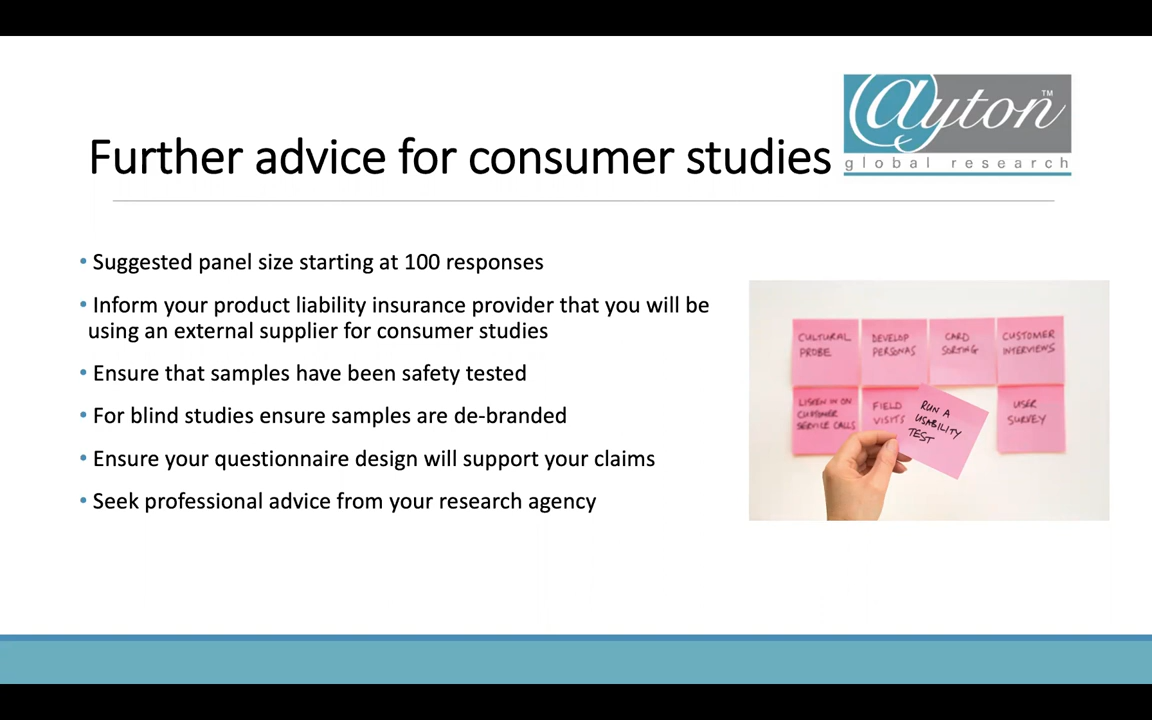 @yton™
global research
Further advice for consumer studies
• Suggested panel size starting at 100 responses
• Inform your product liability insurance provider that you will be
using an external supplier for consumer studies
• Ensure that samples have been safety tested
• For blind studies ensure samples are de-branded
• Ensure your questionnaire design will support your claims
• Seek professional advice from your research agency
CULTURAL
PROBE
DEVELOP
PERSONAS
CARD
SORTING
CUSTOMER
INTERVIEWS
LISTEN IN ON
CUSTOMER
SERVICE CALLS
FIELD
VISITS
RUN A
USABILITY
TEST
USER
SURVEY